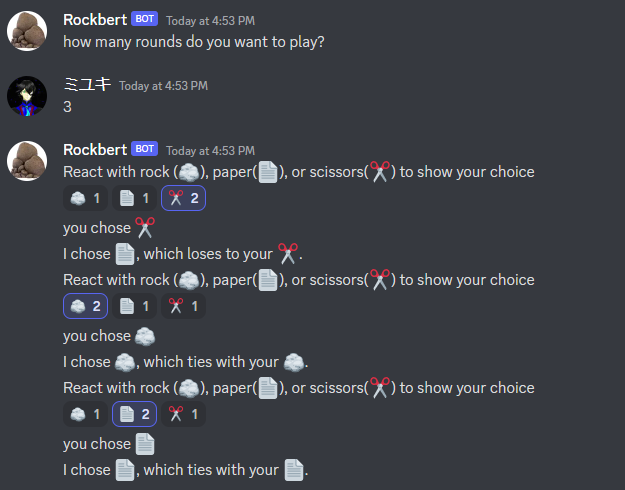 Rockbert BOT Today at 4:53 PM
how many rounds do you want to play?
ミユキ Today at 4:53 PM
3
Rockbert BOT Today at 4:53 PM
React with rock (🪨), paper(📄), or scissors(✂️) to show your choice
🪨 1 📄 1 ✂️ 2
you chose ✂️
I chose 📄, which loses to your ✂️.
React with rock (🪨), paper(📄), or scissors(✂️) to show your choice
🪨 2 📄 1 ✂️ 1
you chose 🪨
I chose 🪨, which ties with your 🪨.
React with rock (🪨), paper(📄), or scissors(✂️) to show your choice
🪨 1 📄 2 ✂️ 1
you chose 📄
I chose 📄, which ties with your 📄.